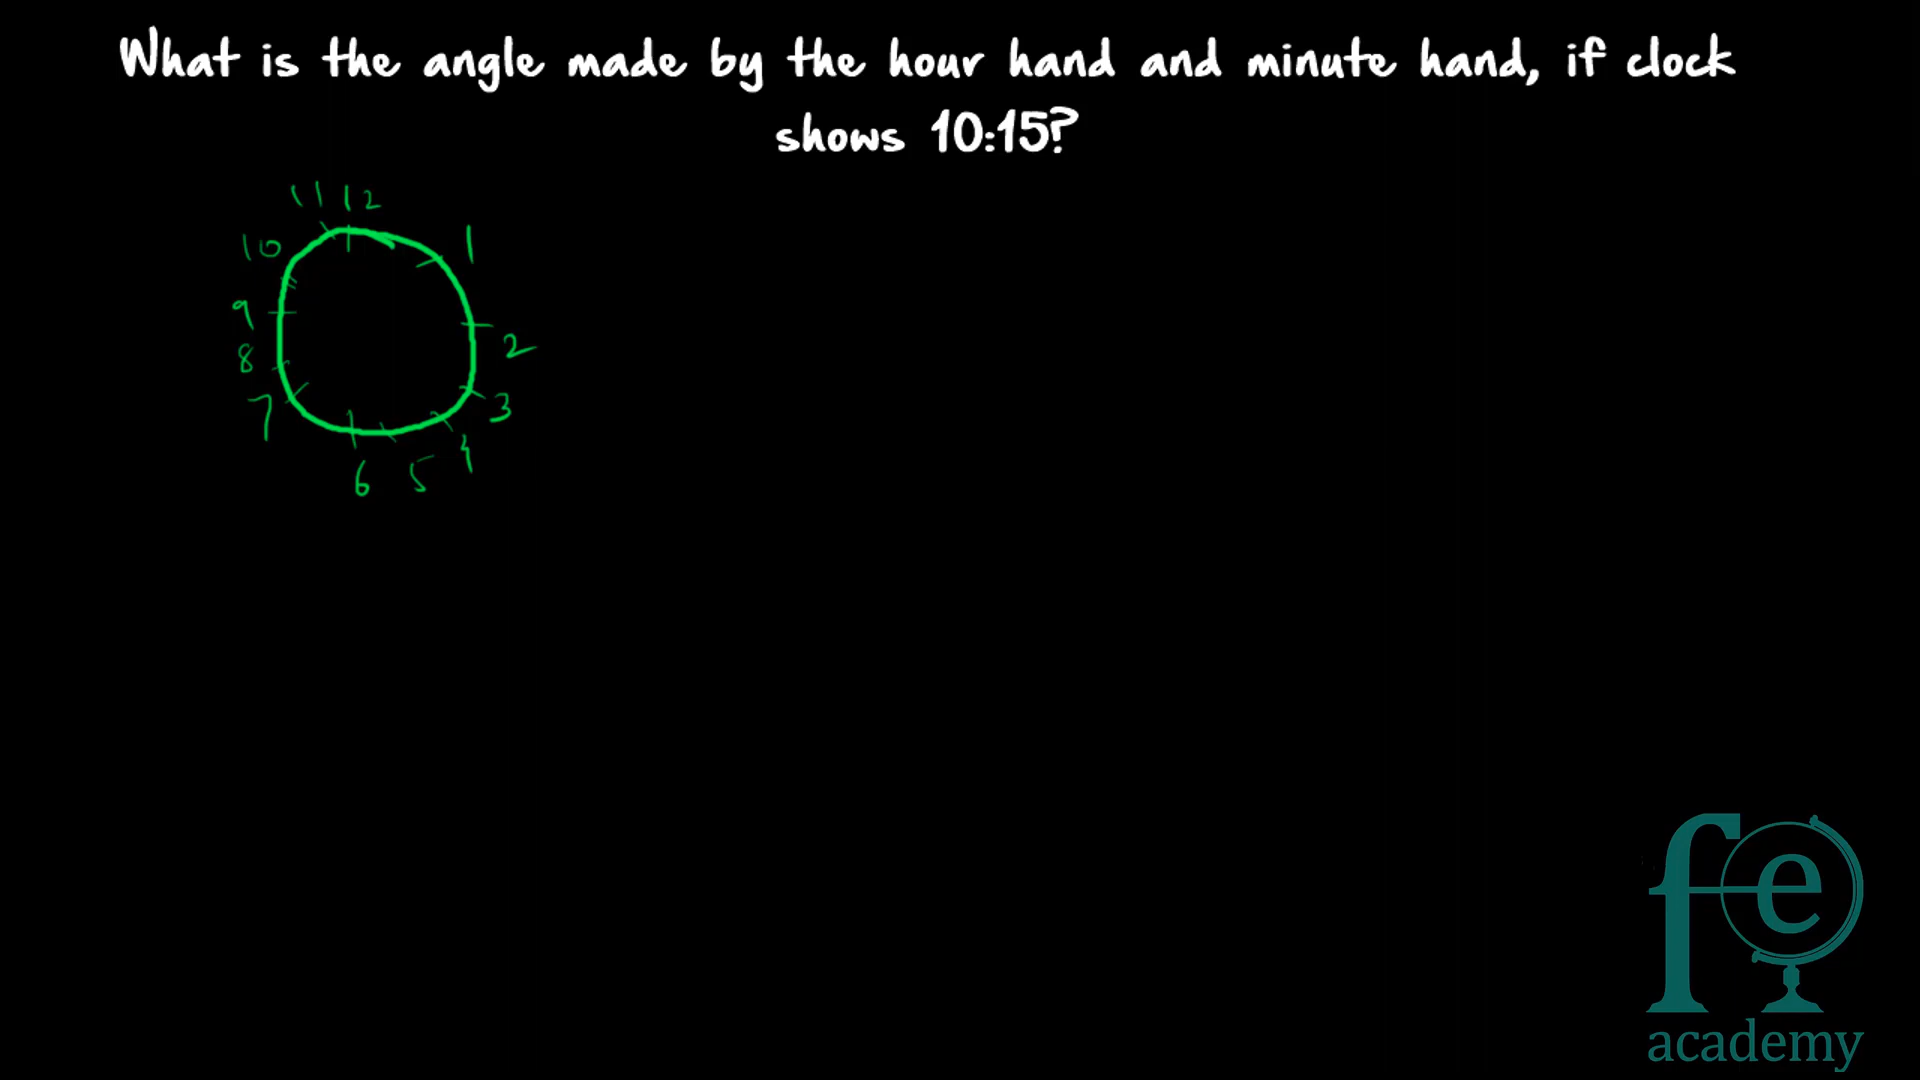 What is the angle made by the hour hand and minute hand, if clock
shows 10:15?
11 12
10
1
9
2
8
3
7
4
6
5
fe
academy